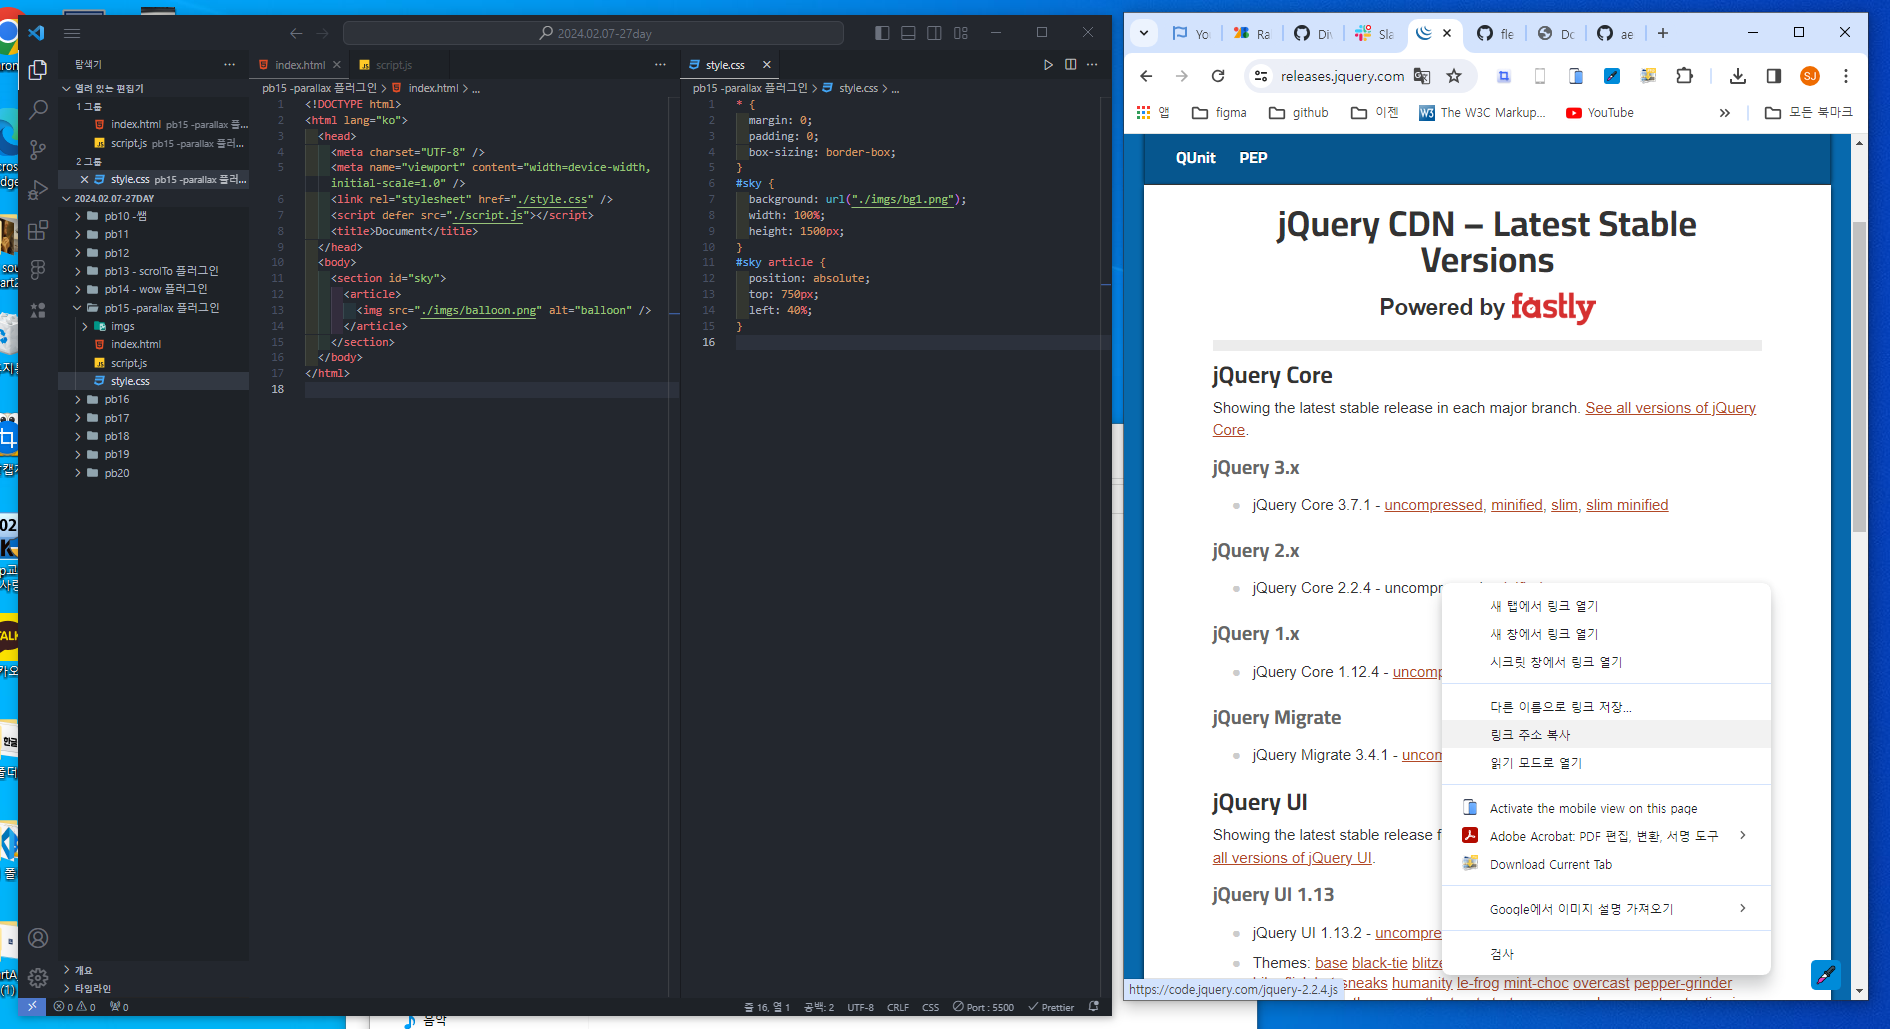 2024.02.07-27day
탐색기
열려 있는 편집기
1 그룹
index.html pb15 -parallax 플...
script.js pb15 -parallax 플...
2 그룹
style.css pb15 -parallax 플러...
2024.02.07-27DAY
pb10 -쌤
pb11
pb12
pb13 - scrolTo 플러그인
pb14 - wow 플러그인
pb15 -parallax 플러그인
imgs
index.html
script.js
style.css
pb16
pb17
pb18
pb19
pb20
개요
타임라인
index.html
script.js
pb15 -parallax 플러그인 > index.html > ...
1 <!DOCTYPE html>
2 <html lang="ko">
3 <head>
4 <meta charset="UTF-8" />
5 <meta name="viewport" content="width=device-width,
initial-scale=1.0" />
6 <link rel="stylesheet" href="./style.css" />
7 <script defer src="./script.js"></script>
8 <title>Document</title>
9 </head>
10 <body>
11 <section id="sky">
12 <article>
13 <img src="./imgs/balloon.png" alt="balloon" />
14 </article>
15 </section>
16 </body>
17 </html>
18
style.css
pb15 -parallax 플러그인 > style.css > ...
1 * {
2 margin: 0;
3 padding: 0;
4 box-sizing: border-box;
5 }
6 #sky {
7 background: url("./imgs/bg1.png");
8 width: 100%;
9 height: 1500px;
10 }
11 #sky article {
12 position: absolute;
13 top: 750px;
14 left: 40%;
15 }
16
0 0 0
줄 16, 열 1 공백: 2 UTF-8 CRLF CSS Port : 5500 Prettier
음악
Yo Ra Di Sla fle Do ae
releases.jquery.com
SJ
앱 figma github 이젠 The W3C Markup... YouTube » 모든 북마크
QUnit PEP
jQuery CDN – Latest Stable
Versions
Powered by fastly
jQuery Core
Showing the latest stable release in each major branch. See all versions of jQuery
Core.
jQuery 3.x
jQuery Core 3.7.1 - uncompressed, minified, slim, slim minified
jQuery 2.x
jQuery Core 2.2.4 - uncompr
jQuery 1.x
jQuery Core 1.12.4 - uncomp
jQuery Migrate
jQuery Migrate 3.4.1 - uncom
jQuery UI
Showing the latest stable release f
all versions of jQuery UI.
jQuery UI 1.13
jQuery UI 1.13.2 - uncompre
Themes: base black-tie blitze
sneaks humanity le-frog mint-choc overcast pepper-grinder
새 탭에서 링크 열기
새 창에서 링크 열기
시크릿 창에서 링크 열기
다른 이름으로 링크 저장...
링크 주소 복사
읽기 모드로 열기
Activate the mobile view on this page
Adobe Acrobat: PDF 편집, 변환, 서명 도구
Download Current Tab
Google에서 이미지 설명 가져오기
검사
https://code.jquery.com/jquery-2.2.4.js